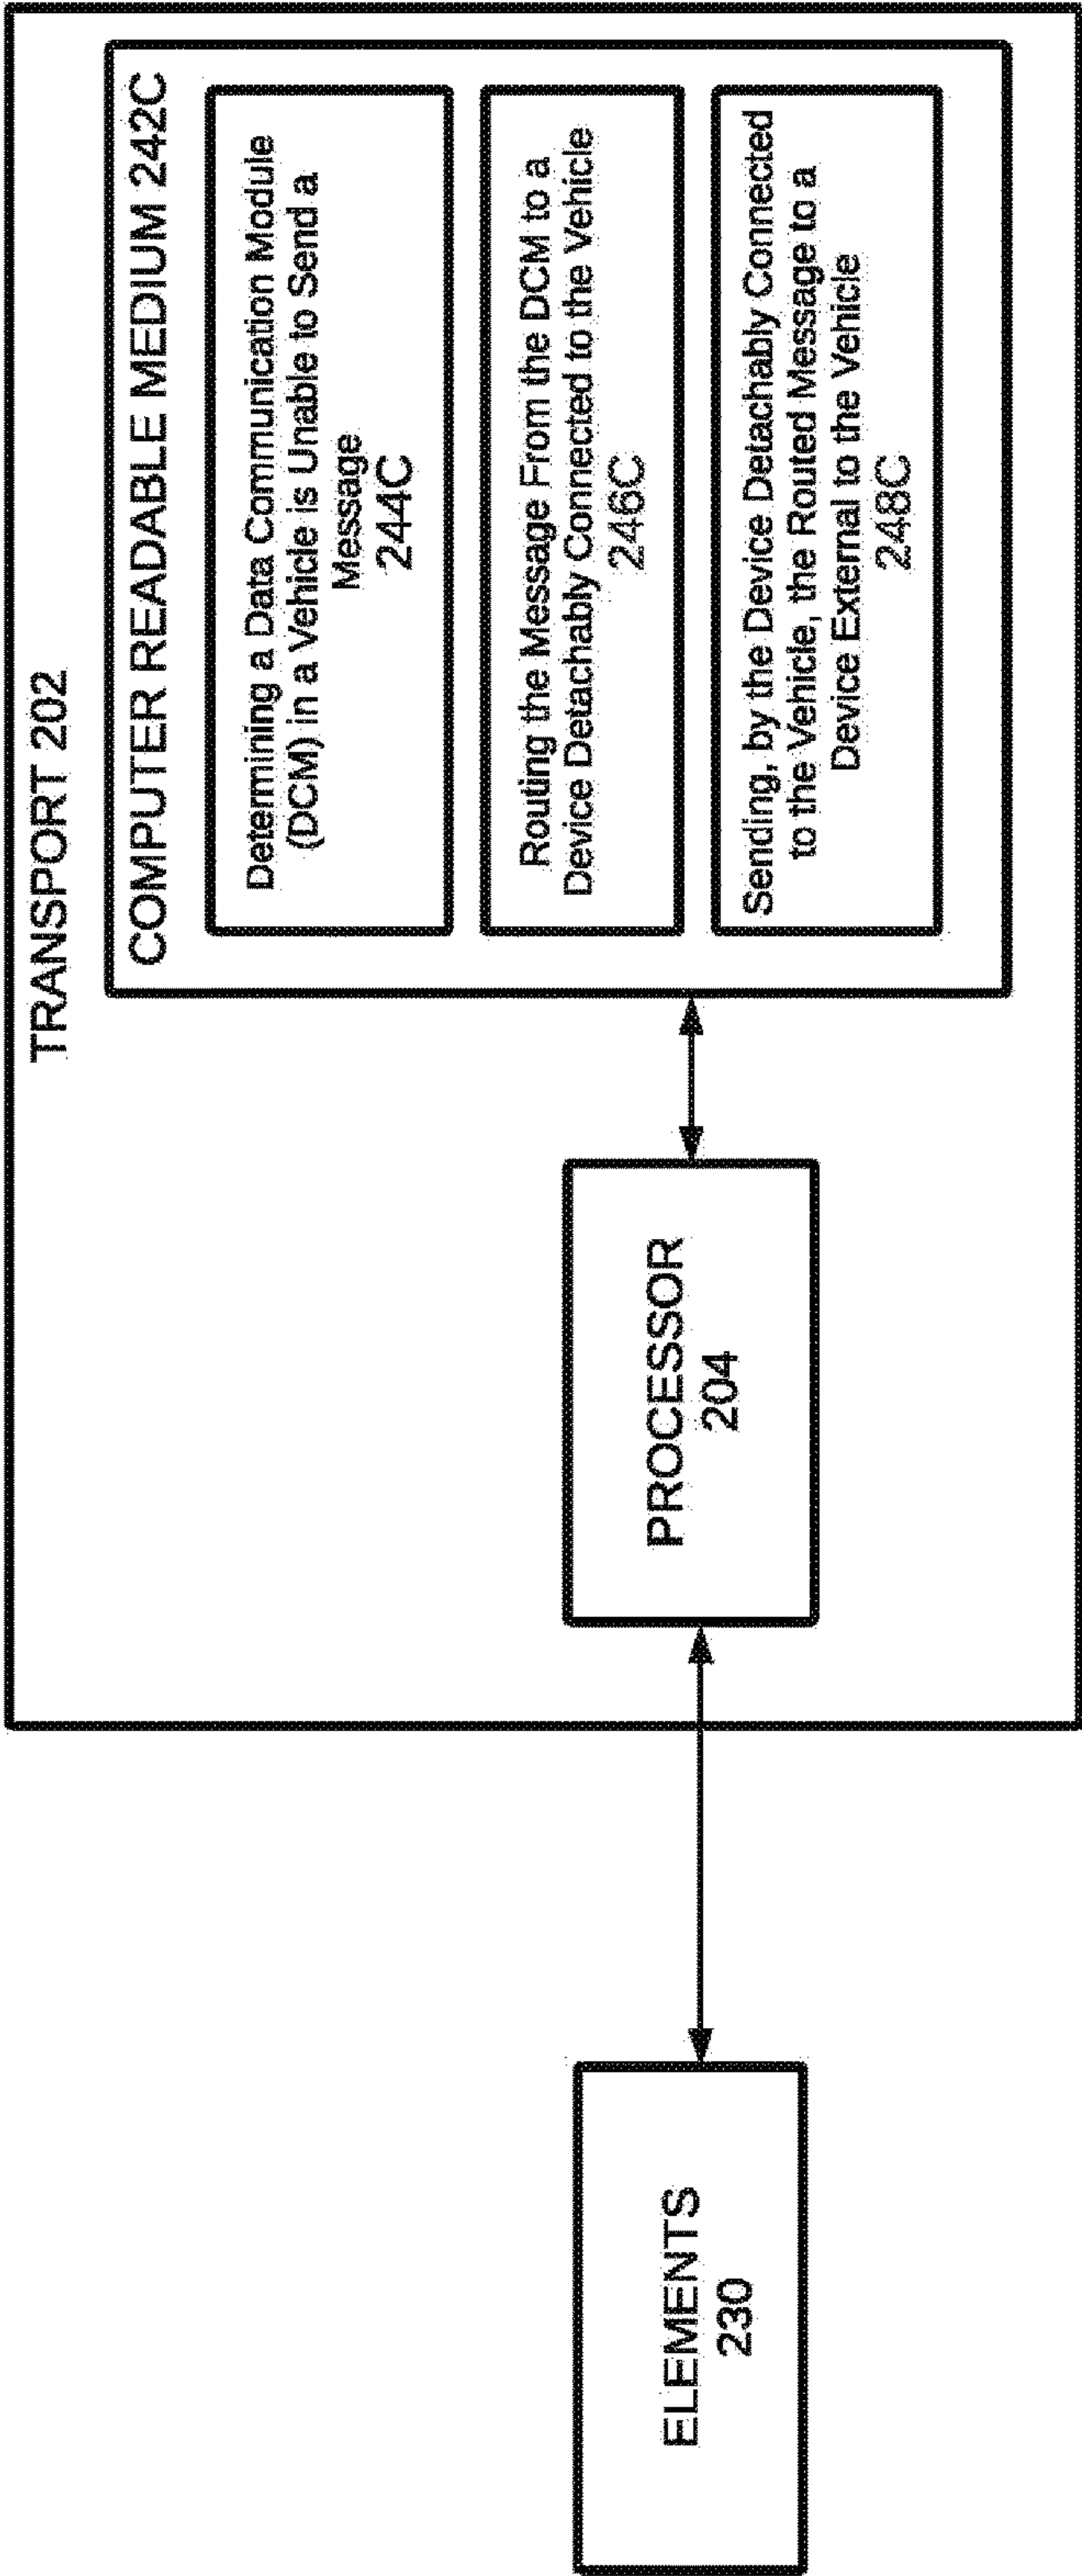 TRANSPORT 202
COMPUTER READABLE MEDIUM 242C
Determining a Data Communication Module
(DCM) in a Vehicle is Unable to Send a
Message
244C
Routing the Message From the DCM to a
Device Detachably Connected to the Vehicle
246C
Sending, by the Device Detachably Connected
to the Vehicle, the Routed Message to a
Device External to the Vehicle
248C
PROCESSOR
204
ELEMENTS
230